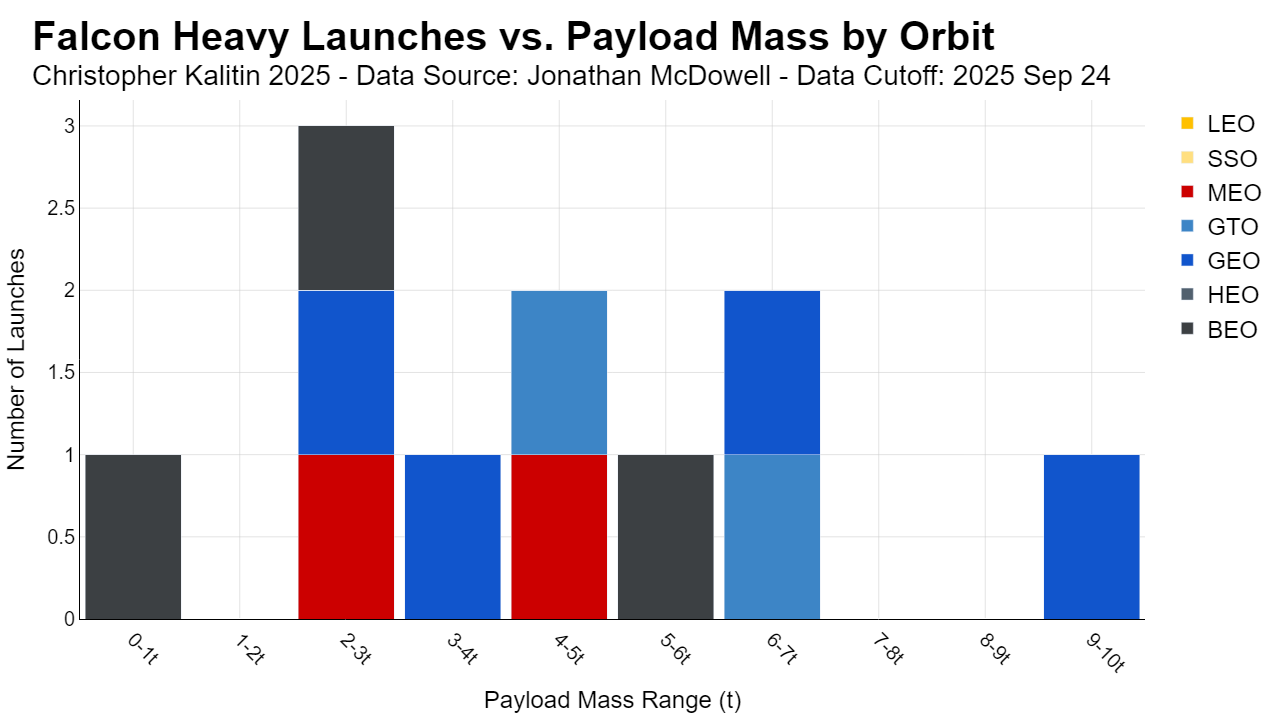 Falcon Heavy Launches vs. Payload Mass by Orbit
Christopher Kalitin 2025 - Data Source: Jonathan McDowell - Data Cutoff: 2025 Sep 24
Number of Launches
3
2.5
2
1.5
1
0.5
0
0-1t
1-2t
2-3t
3-4t
4-5t
5-6t
6-7t
7-8t
8-9t
9-10t
Payload Mass Range (t)
LEO
SSO
MEO
GTO
GEO
HEO
BEO